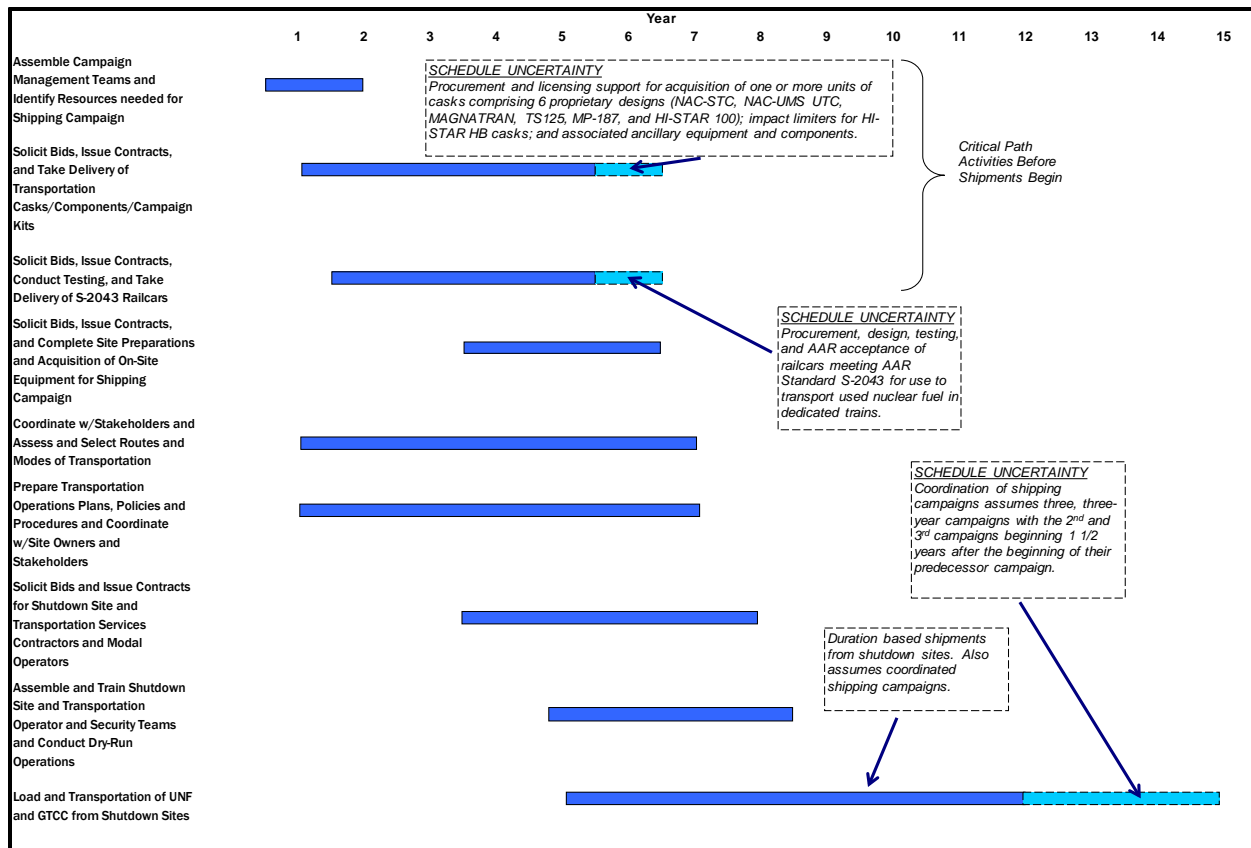 Year
1 2 3 4 5 6 7 8 9 10 11 12 13 14 15
Assemble Campaign
Management Teams and
Identify Resources needed for
Shipping Campaign
SCHEDULE UNCERTAINTY
Procurement and licensing support for acquisition of one or more units of
casks comprising 6 proprietary designs (NAC-STC, NAC-UMS UTC,
MAGNATRAN, TS125, MP-187, and HI-STAR 100); impact limiters for HI-
STAR HB casks; and associated ancillary equipment and components.
Critical Path
Activities Before
Shipments Begin
Solicit Bids, Issue Contracts,
and Take Delivery of
Transportation
Casks/Components/Campaign
Kits
Solicit Bids, Issue Contracts,
Conduct Testing, and Take
Delivery of S-2043 Railcars
SCHEDULE UNCERTAINTY
Procurement, design, testing,
and AAR acceptance of
railcars meeting AAR
Standard S-2043 for use to
transport used nuclear fuel in
dedicated trains.
Solicit Bids, Issue Contracts,
and Complete Site Preparations
and Acquisition of On-Site
Equipment for Shipping
Campaign
Coordinate w/Stakeholders and
Assess and Select Routes and
Modes of Transportation
SCHEDULE UNCERTAINTY
Coordination of shipping
campaigns assumes three, three-
year campaigns with the 2nd and
3rd campaigns beginning 1 1/2
years after the beginning of their
predecessor campaign.
Prepare Transportation
Operations Plans, Policies and
Procedures and Coordinate
w/Site Owners and
Stakeholders
Solicit Bids and Issue Contracts
for Shutdown Site and
Transportation Services
Contractors and Modal
Operators
Duration based shipments
from shutdown sites. Also
assumes coordinated
shipping campaigns.
Assemble and Train Shutdown
Site and Transportation
Operator and Security Teams
and Conduct Dry-Run
Operations
Load and Transportation of UNF
and GTCC from Shutdown Sites